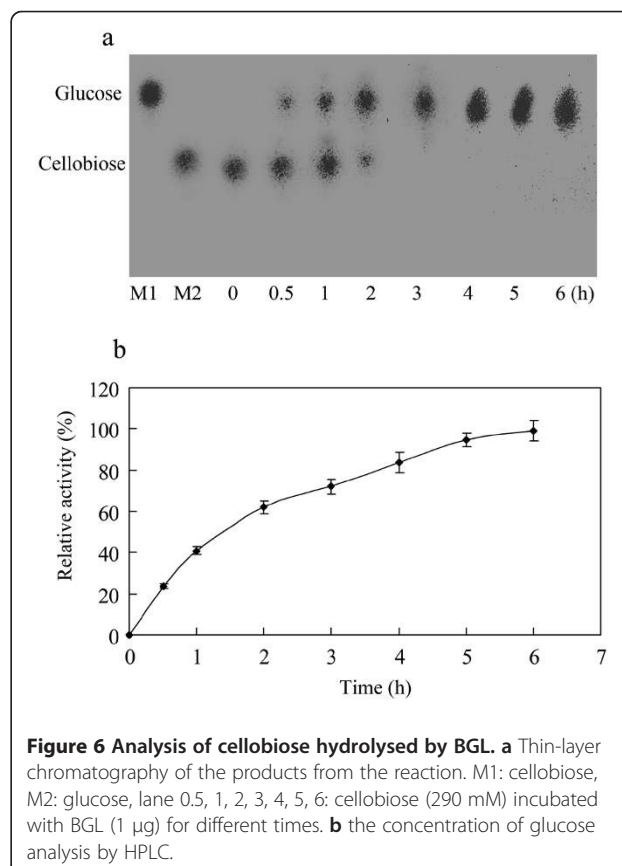 a
Glucose
Cellobiose
M1 M2 0 0.5 1 2 3 4 5 6 (h)
b
Relative activity (%)
120
100
80
60
40
20
0
0 1 2 3 4 5 6 7
Time (h)
Figure 6 Analysis of cellobiose hydrolysed by BGL. a Thin-layer
chromatography of the products from the reaction. M1: cellobiose,
M2: glucose, lane 0.5, 1, 2, 3, 4, 5, 6: cellobiose (290 mM) incubated
with BGL (1 μg) for different times. b the concentration of glucose
analysis by HPLC.